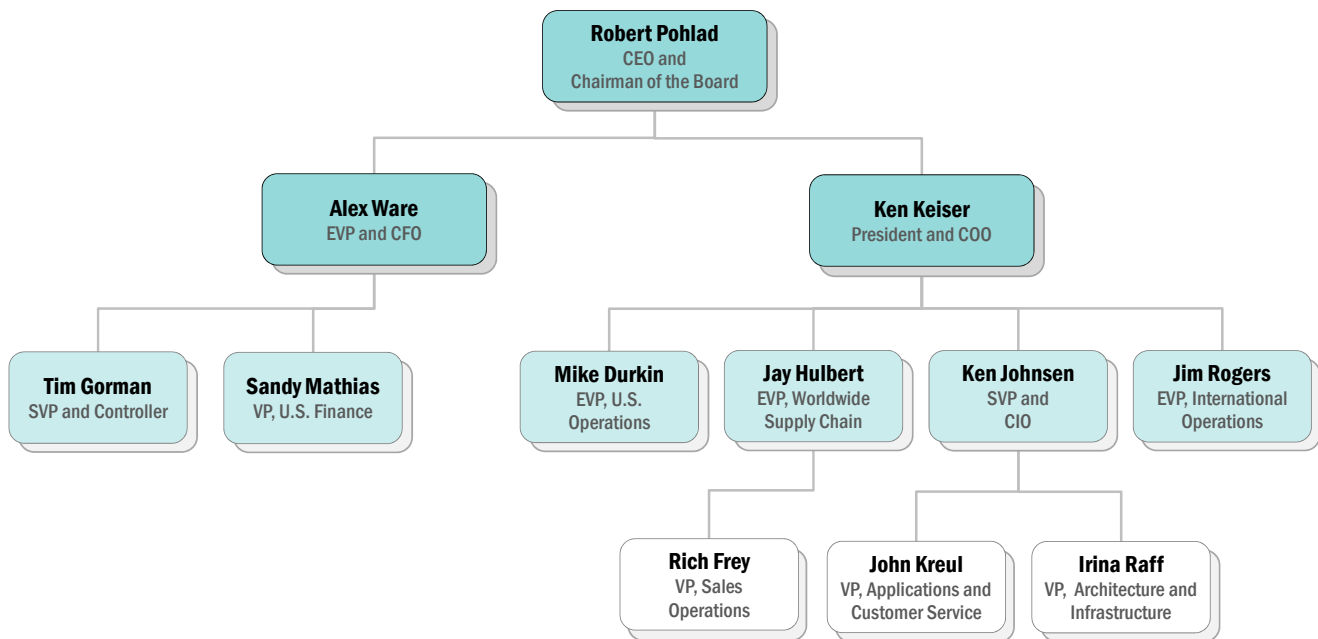 Robert Pohlad
CEO and
Chairman of the Board
Alex Ware
EVP and CFO
Ken Keiser
President and COO
Tim Gorman
SVP and Controller
Sandy Mathias
VP, U.S. Finance
Mike Durkin
EVP, U.S.
Operations
Jay Hulbert
EVP, Worldwide
Supply Chain
Ken Johnsen
SVP and
CIO
Jim Rogers
EVP, International
Operations
Rich Frey
VP, Sales
Operations
John Kreul
VP, Applications and
Customer Service
Irina Raff
VP, Architecture and
Infrastructure